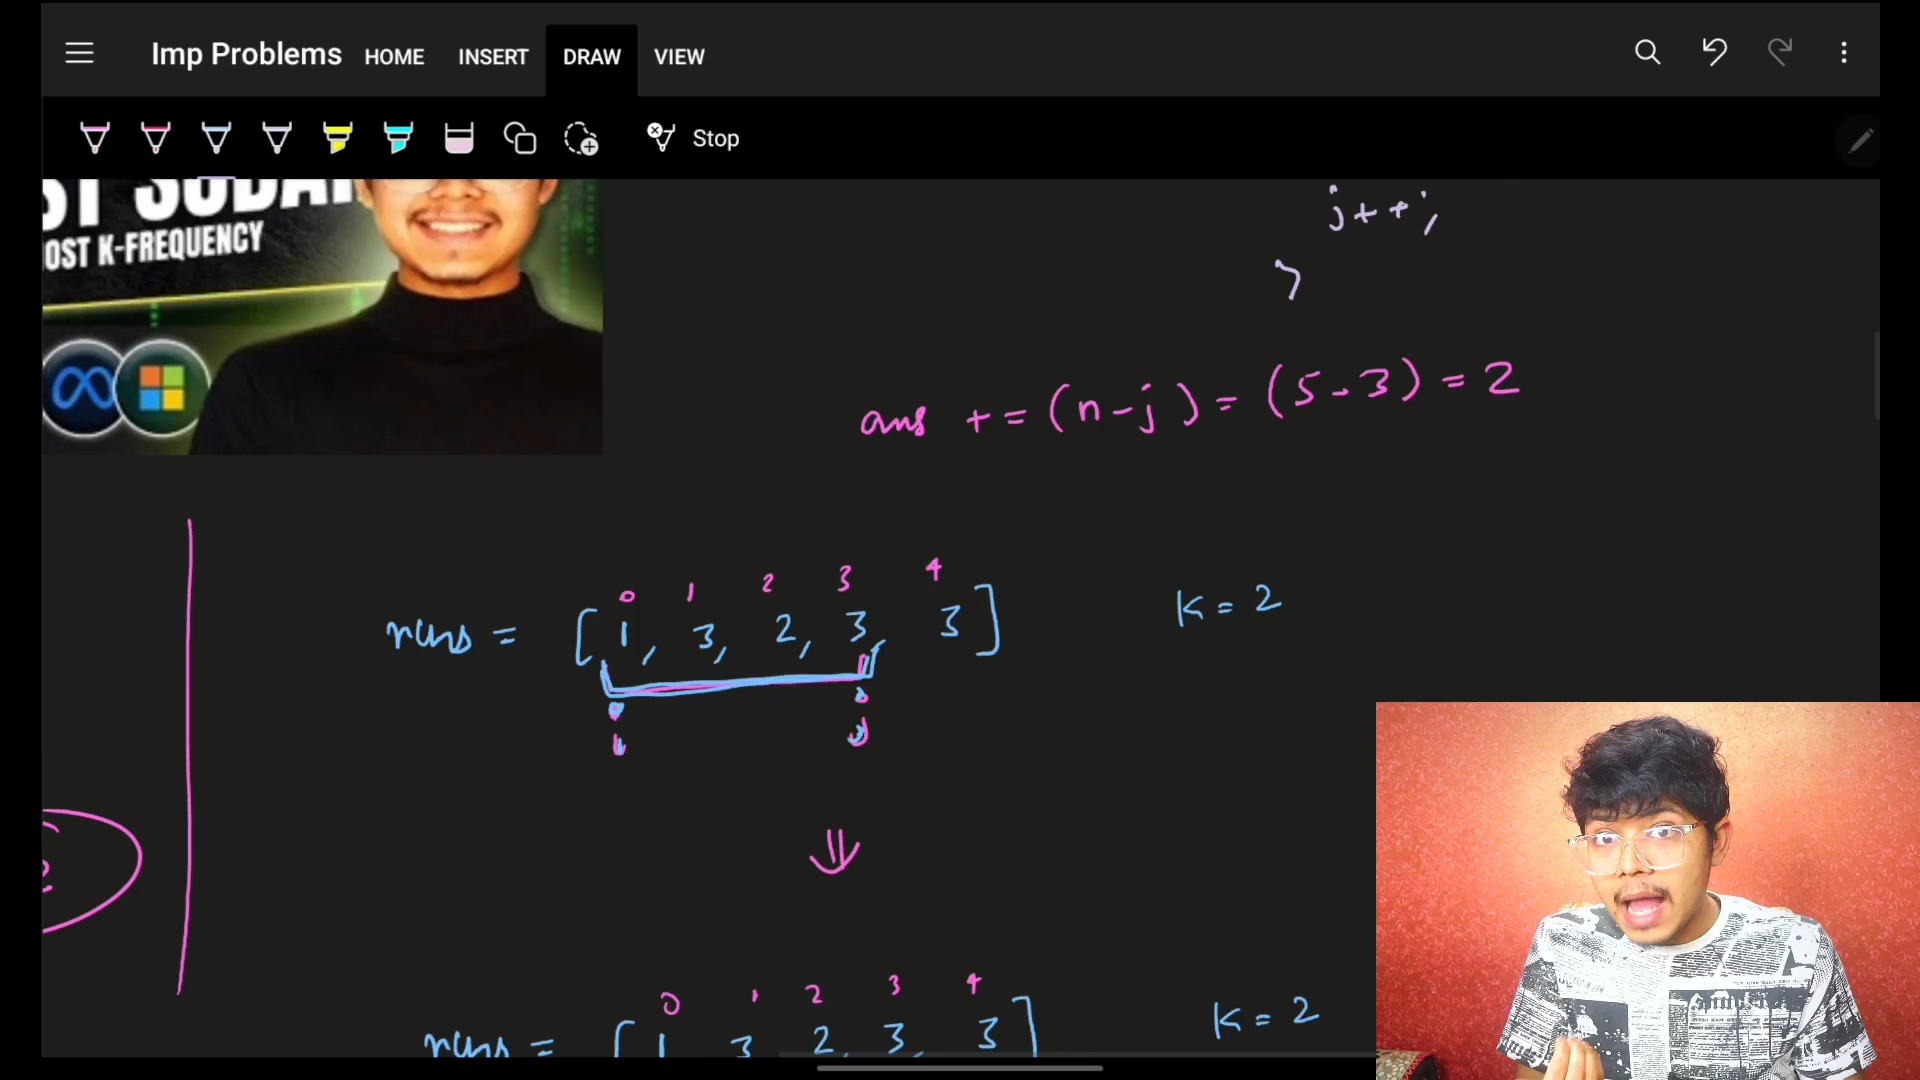 Imp Problems HOME INSERT DRAW VIEW
Stop
OST K-FREQUENCY
j++;
}
ans += (n-j) = (5-3) = 2
0 1 2 3 4
nums = [1, 3, 2, 3, 3] K = 2
i j
0 1 2 3 4
nums = [1 3 2, 3, 3] K = 2